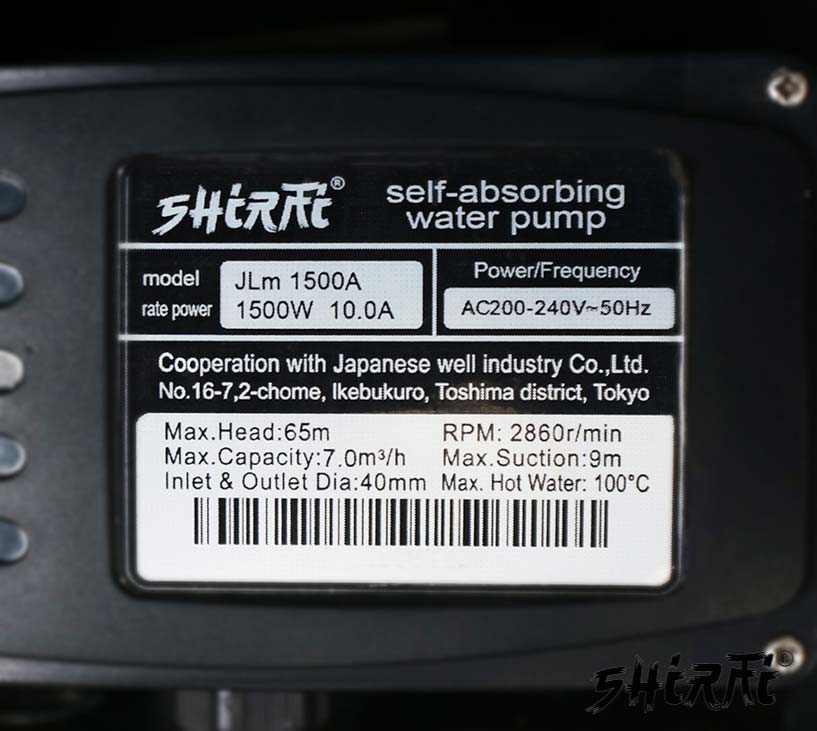 SHIRAI®
self-absorbing
water pump
model JLm 1500A
rate power 1500W 10.0A
Power/Frequency
AC200-240V~50Hz
Cooperation with Japanese well industry Co.,Ltd.
No.16-7,2-chome, Ikebukuro, Toshima district, Tokyo
Max.Head:65m RPM: 2860r/min
Max.Capacity:7.0m³/h Max.Suction:9m
Inlet & Outlet Dia:40mm Max. Hot Water: 100°C
SHIRAI®